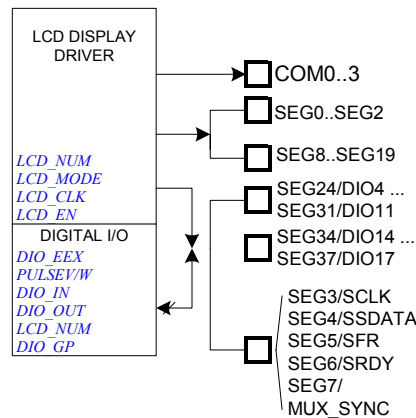 LCD DISPLAY
DRIVER
LCD_NUM
LCD_MODE
LCD_CLK
LCD_EN
DIGITAL I/O
DIO_EEX
PULSEV/W
DIO_IN
DIO_OUT
LCD_NUM
DIO_GP
COM0..3
SEG0..SEG2
SEG8..SEG19
SEG24/DIO4 ...
SEG31/DIO11
SEG34/DIO14 ...
SEG37/DIO17
SEG3/SCLK
SEG4/SSDATA
SEG5/SFR
SEG6/SRDY
SEG7/
MUX_SYNC